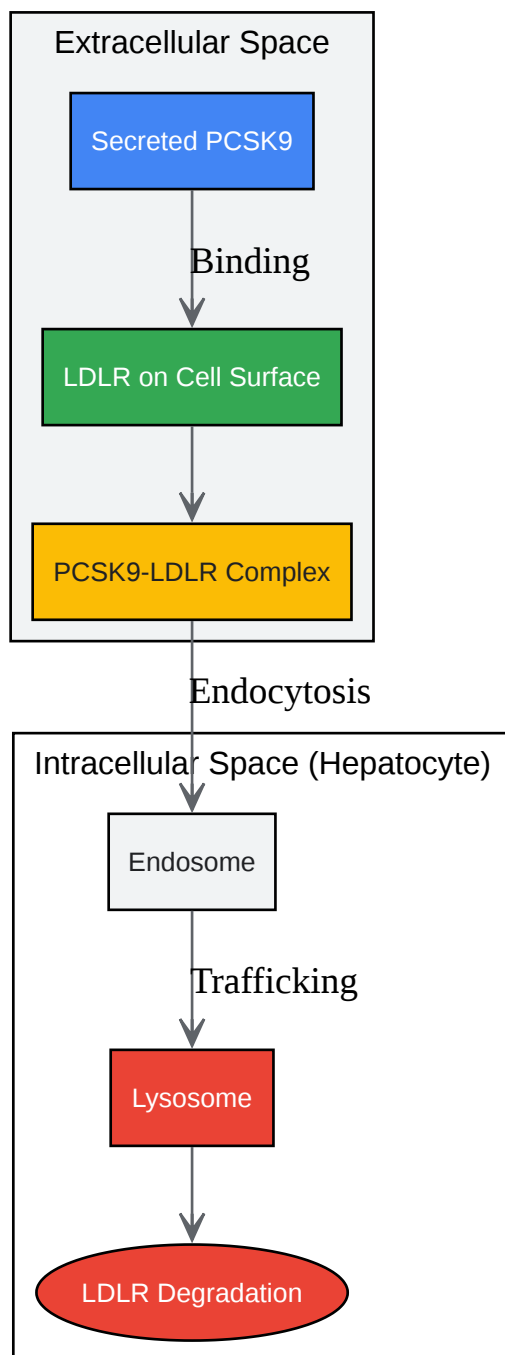 Extracellular Space
Secreted PCSK9
Binding
LDLR on Cell Surface
PCSK9-LDLR Complex
Endocytosis
Intracellular Space (Hepatocyte)
Endosome
Trafficking
Lysosome
LDLR Degradation